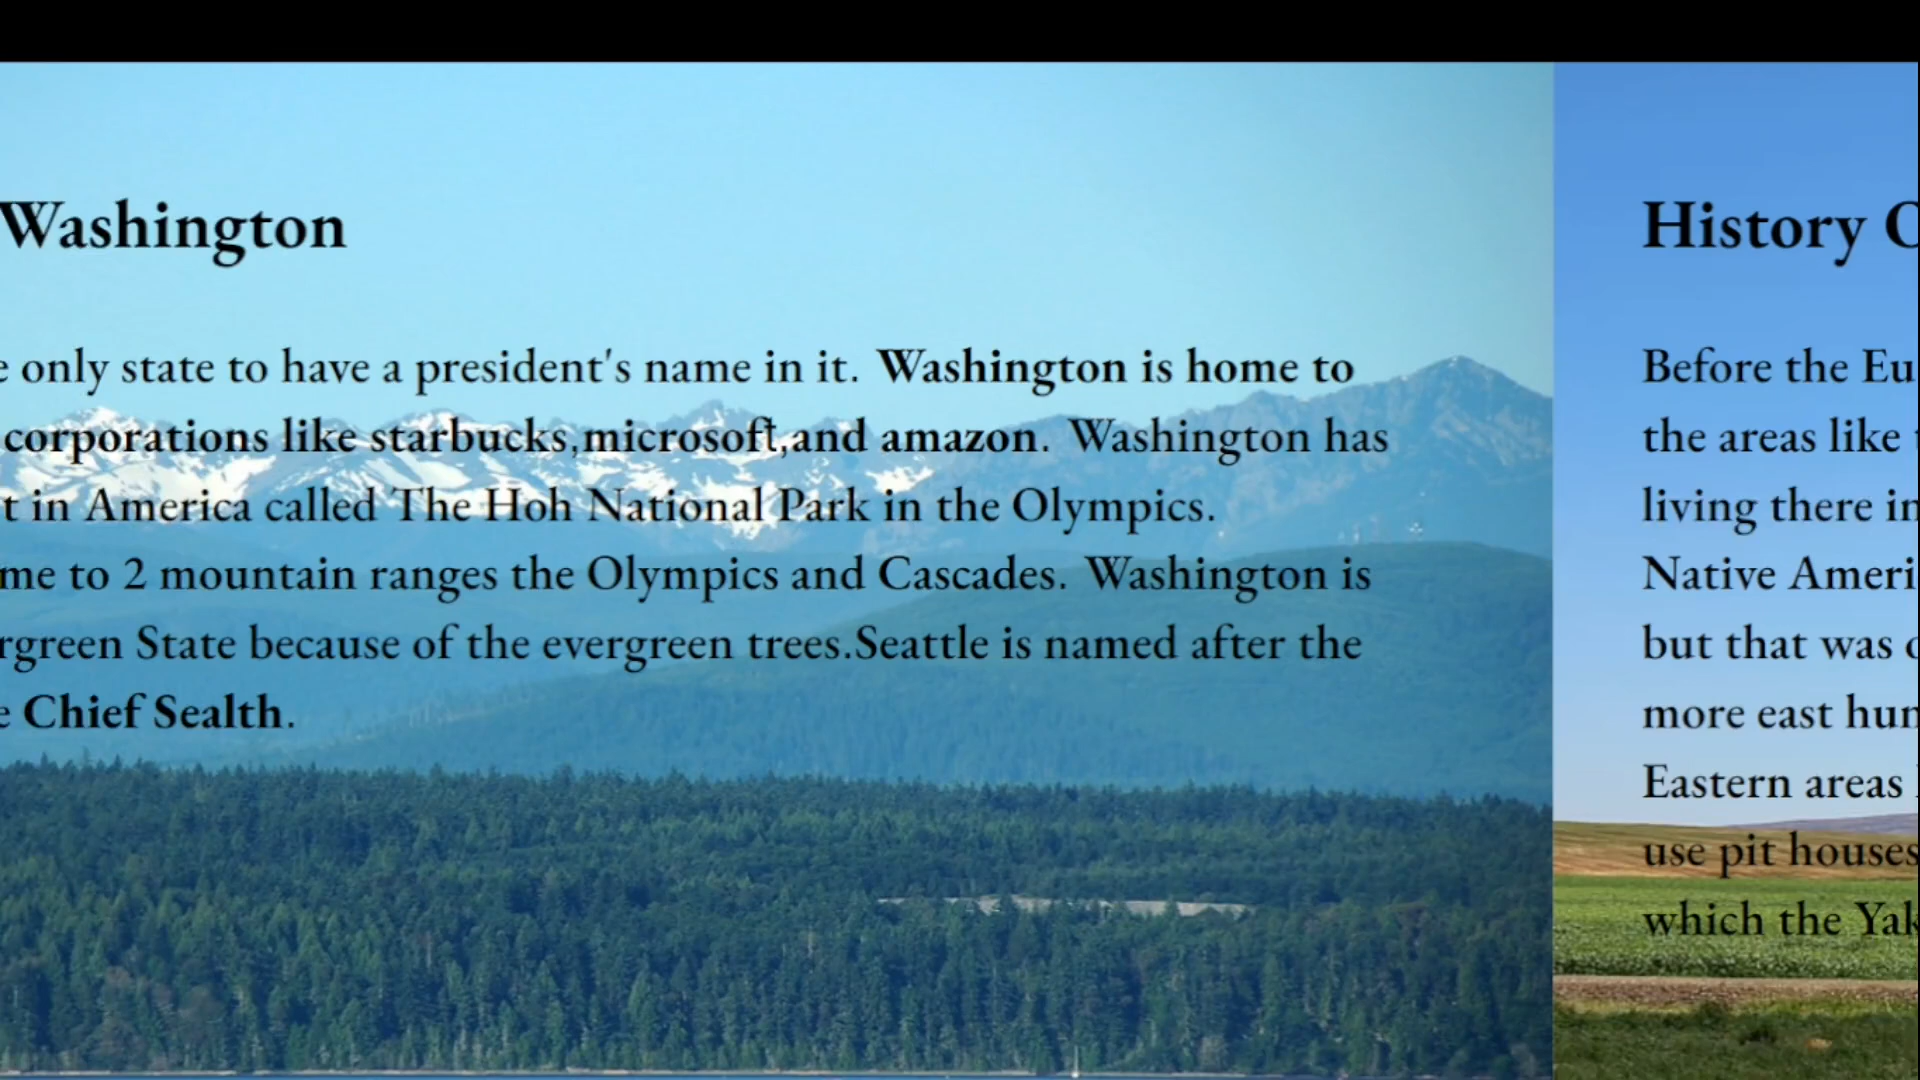 Washington
only state to have a president's name in it. Washington is home to
corporations like starbucks,microsoft,and amazon. Washington has
t in America called The Hoh National Park in the Olympics.
me to 2 mountain ranges the Olympics and Cascades. Washington is
rgreen State because of the evergreen trees.Seattle is named after the
e Chief Sealth.
History O
Before the Eu
the areas like
living there in
Native Ameri
but that was
more east hun
Eastern areas
use pit houses
which the Yak